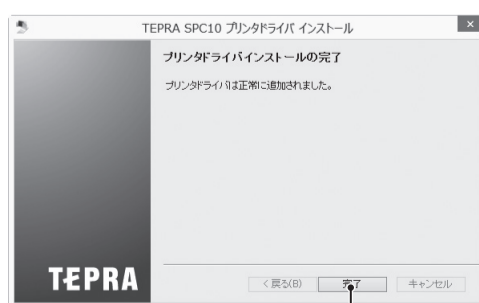 TEPRA SPC10 プリンタドライバ インストール
プリンタドライバインストールの完了
プリンタドライバは正常に追加されました。
TEPRA
< 戻る(B)
完了
キャンセル